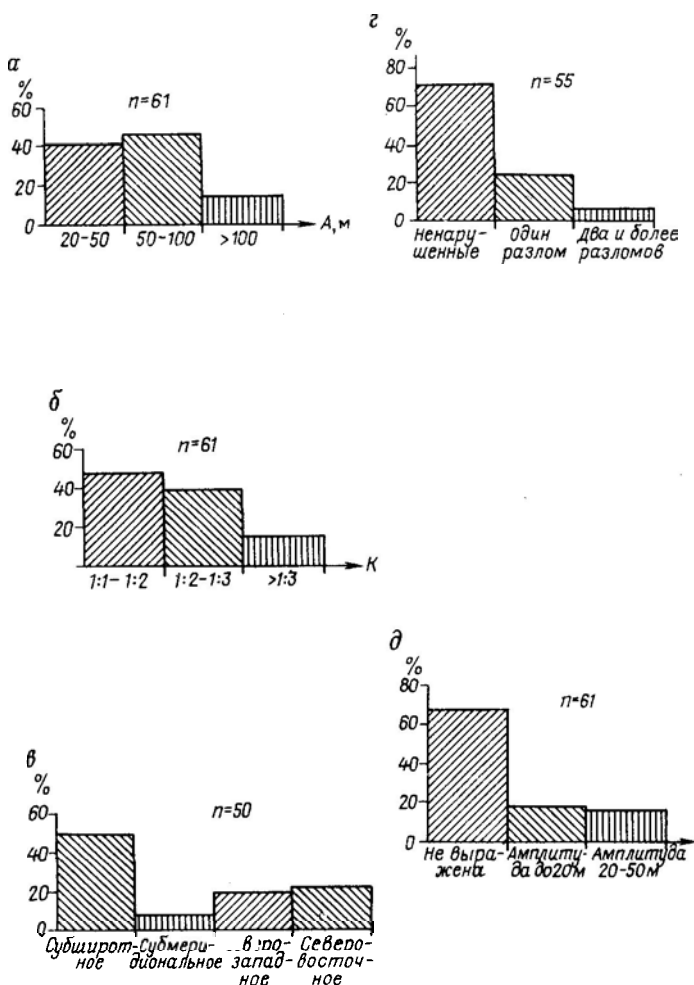 а
%
n=61
60
40
20
0
20-50
50-100
>100
А, м
г
%
n=55
80
60
40
20
0
ненару-
шенные
один
разлом
два и более
разломов
б
%
n=61
60
40
20
1:1-1:2
1:2-1:3
>1:3
К
в
%
n=50
60
40
20
0
Субширот-
ное
Субмери-
диональное
веро-
запад-
ное
Северо-
восточ-
ное
д
%
n=61
80
60
40
20
0
Не выра-
жена
Амплиту-
да до 20 м
Амплитуда
20-50 м